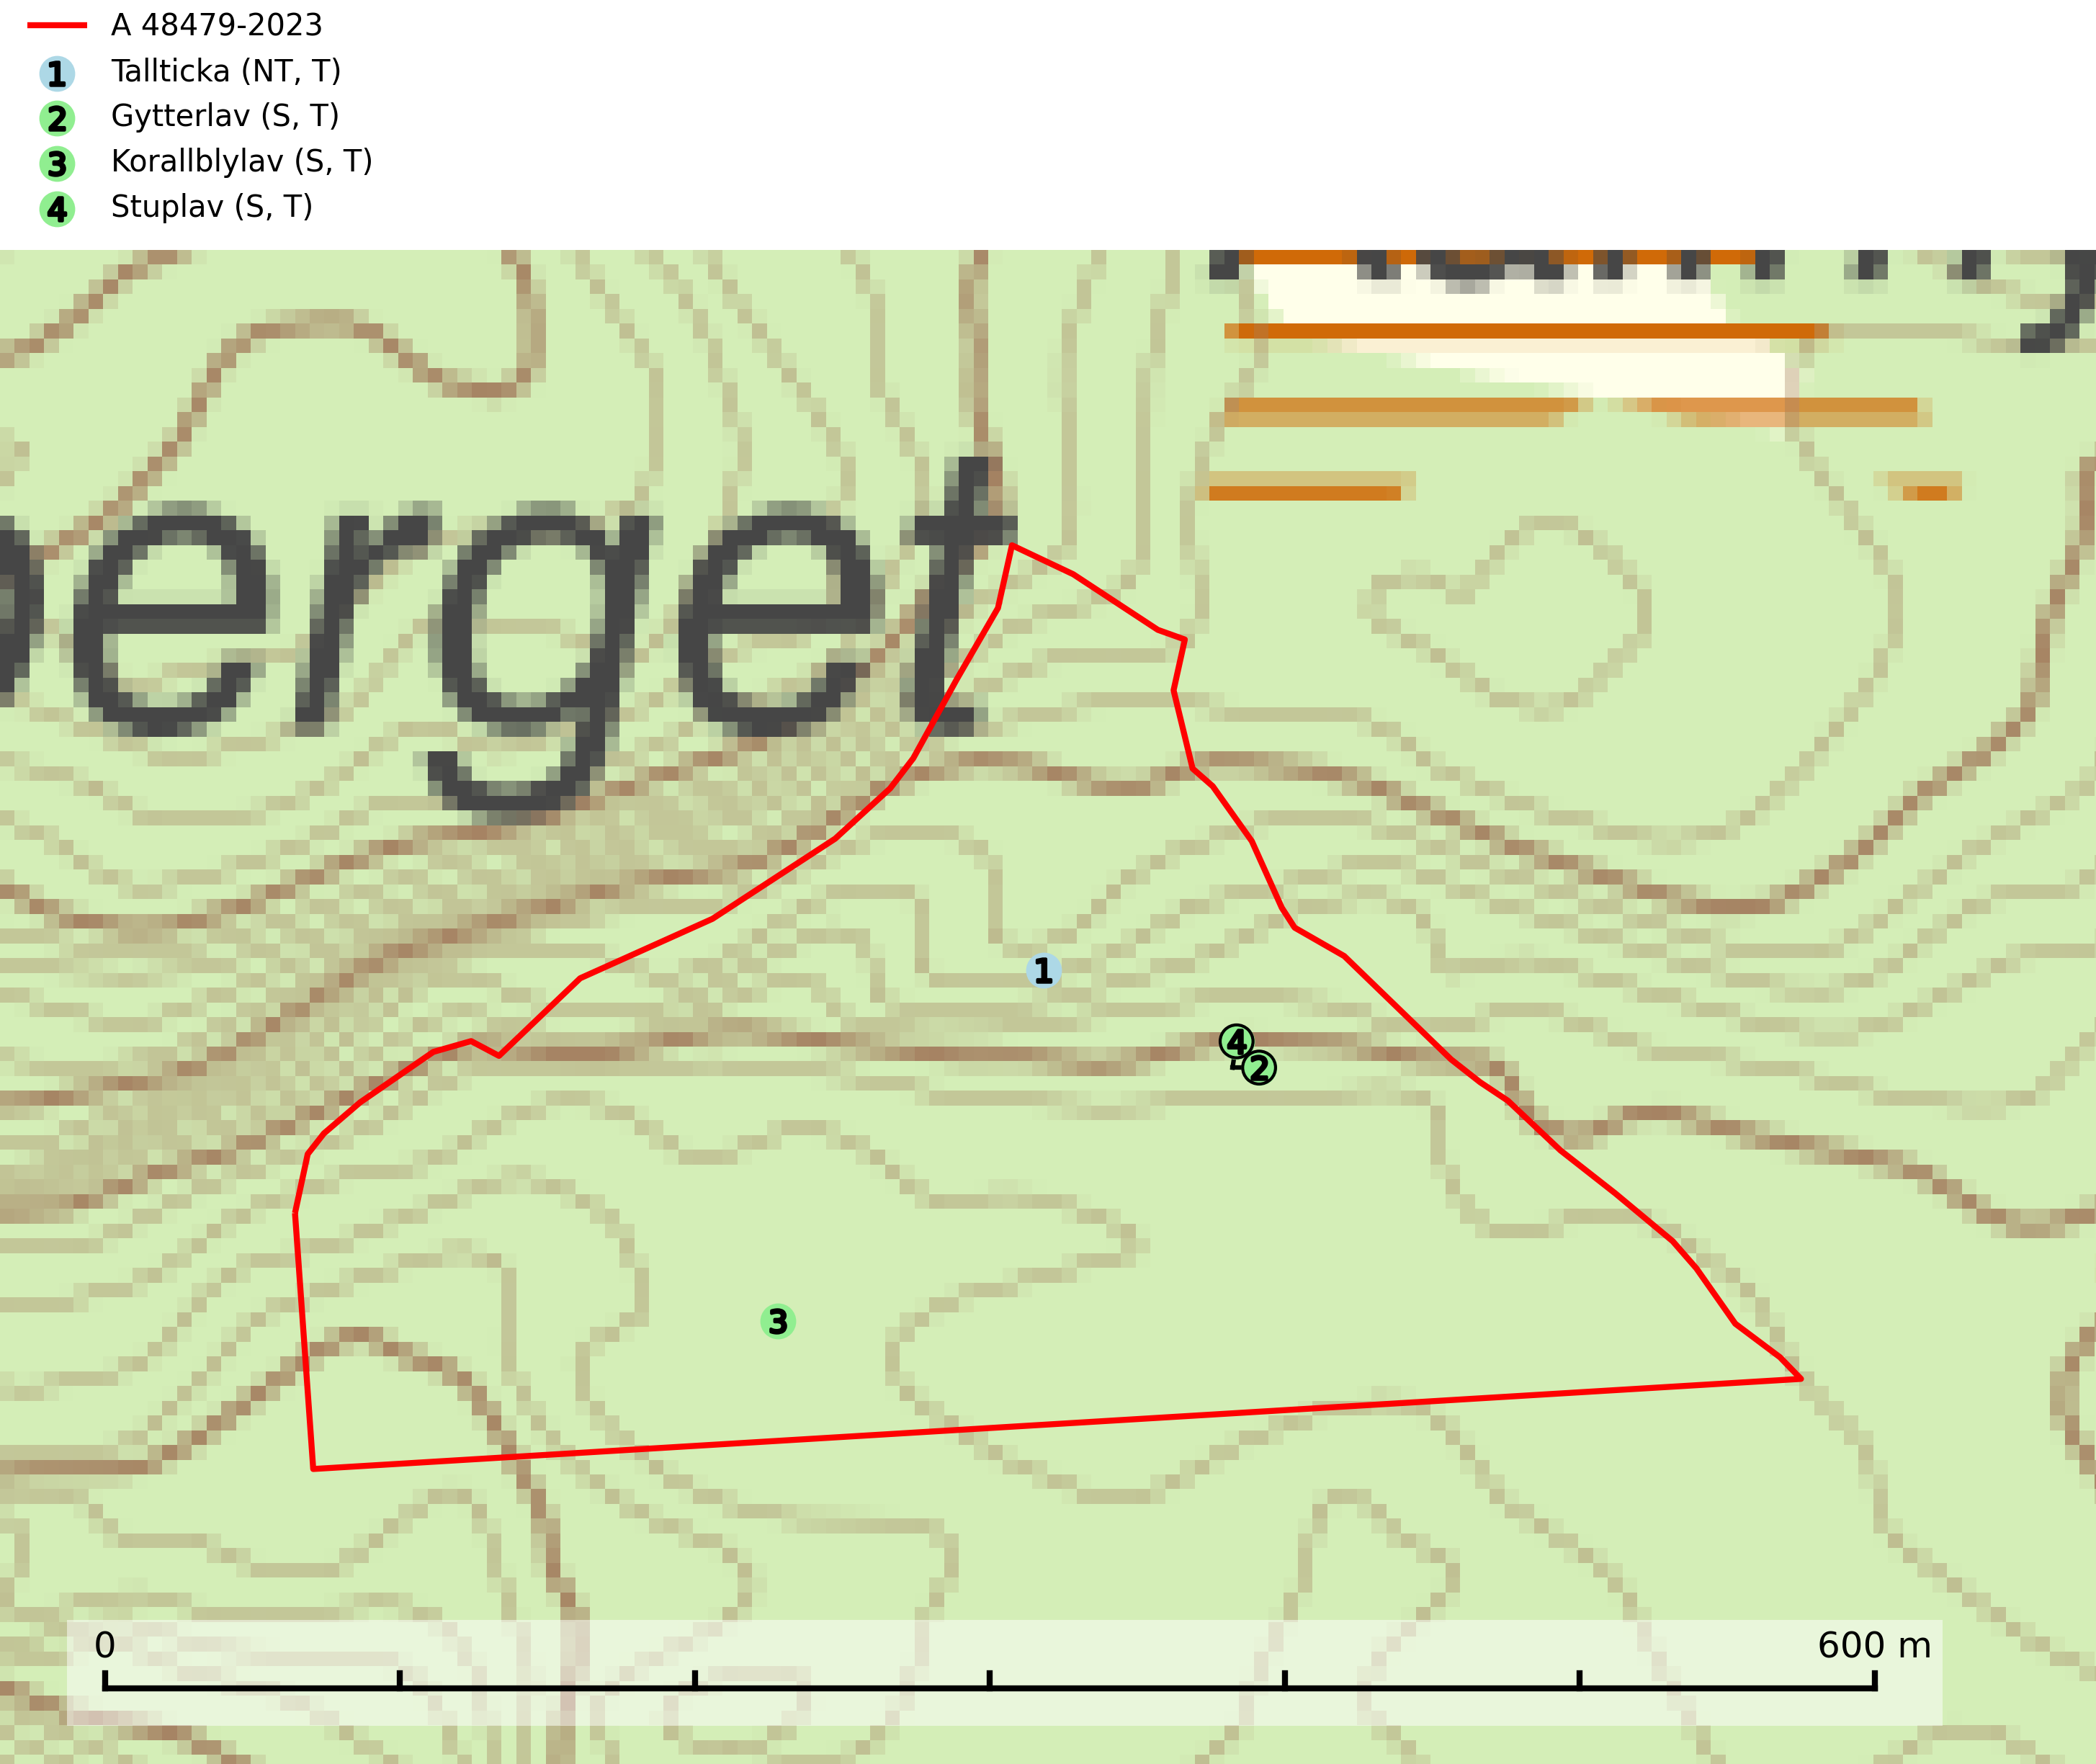 A 48479-2023
1 Tallticka (NT, T)
2 Gytterlav (S, T)
3 Korallblylav (S, T)
4 Stuplav (S, T)
erget
1
4
2
3
0 600 m